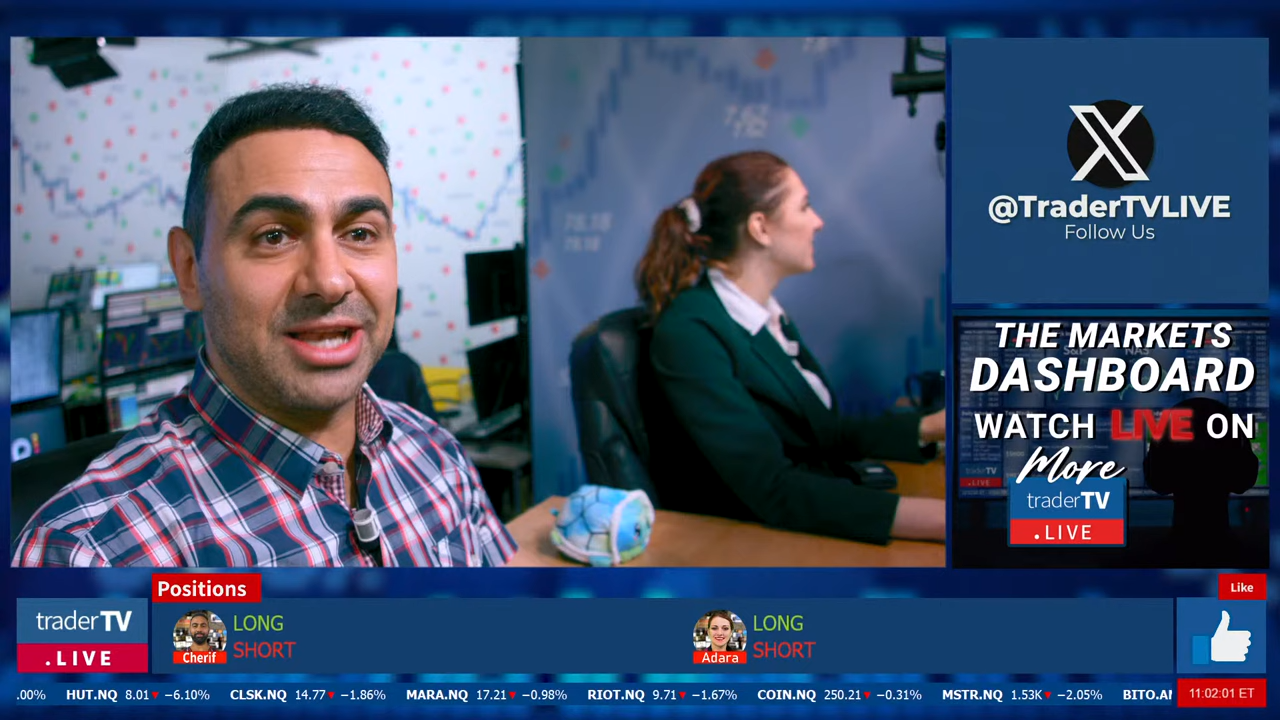 @TraderTVLIVE
Follow Us
THE MARKETS
DASHBOARD
WATCH LIVE ON
More
traderTV
.LIVE
Positions
Like
traderTV
.LIVE
Cherif
LONG
SHORT
Adara
LONG
SHORT
.00% HUT.NQ 8.01▼ −6.10% CLSK.NQ 14.77▼ −1.86% MARA.NQ 17.21▼ −0.98% RIOT.NQ 9.71▼ −1.67% COIN.NQ 250.21▼ −0.31% MSTR.NQ 1.53K▼ −2.05% BITO.A
11:02:01 ET